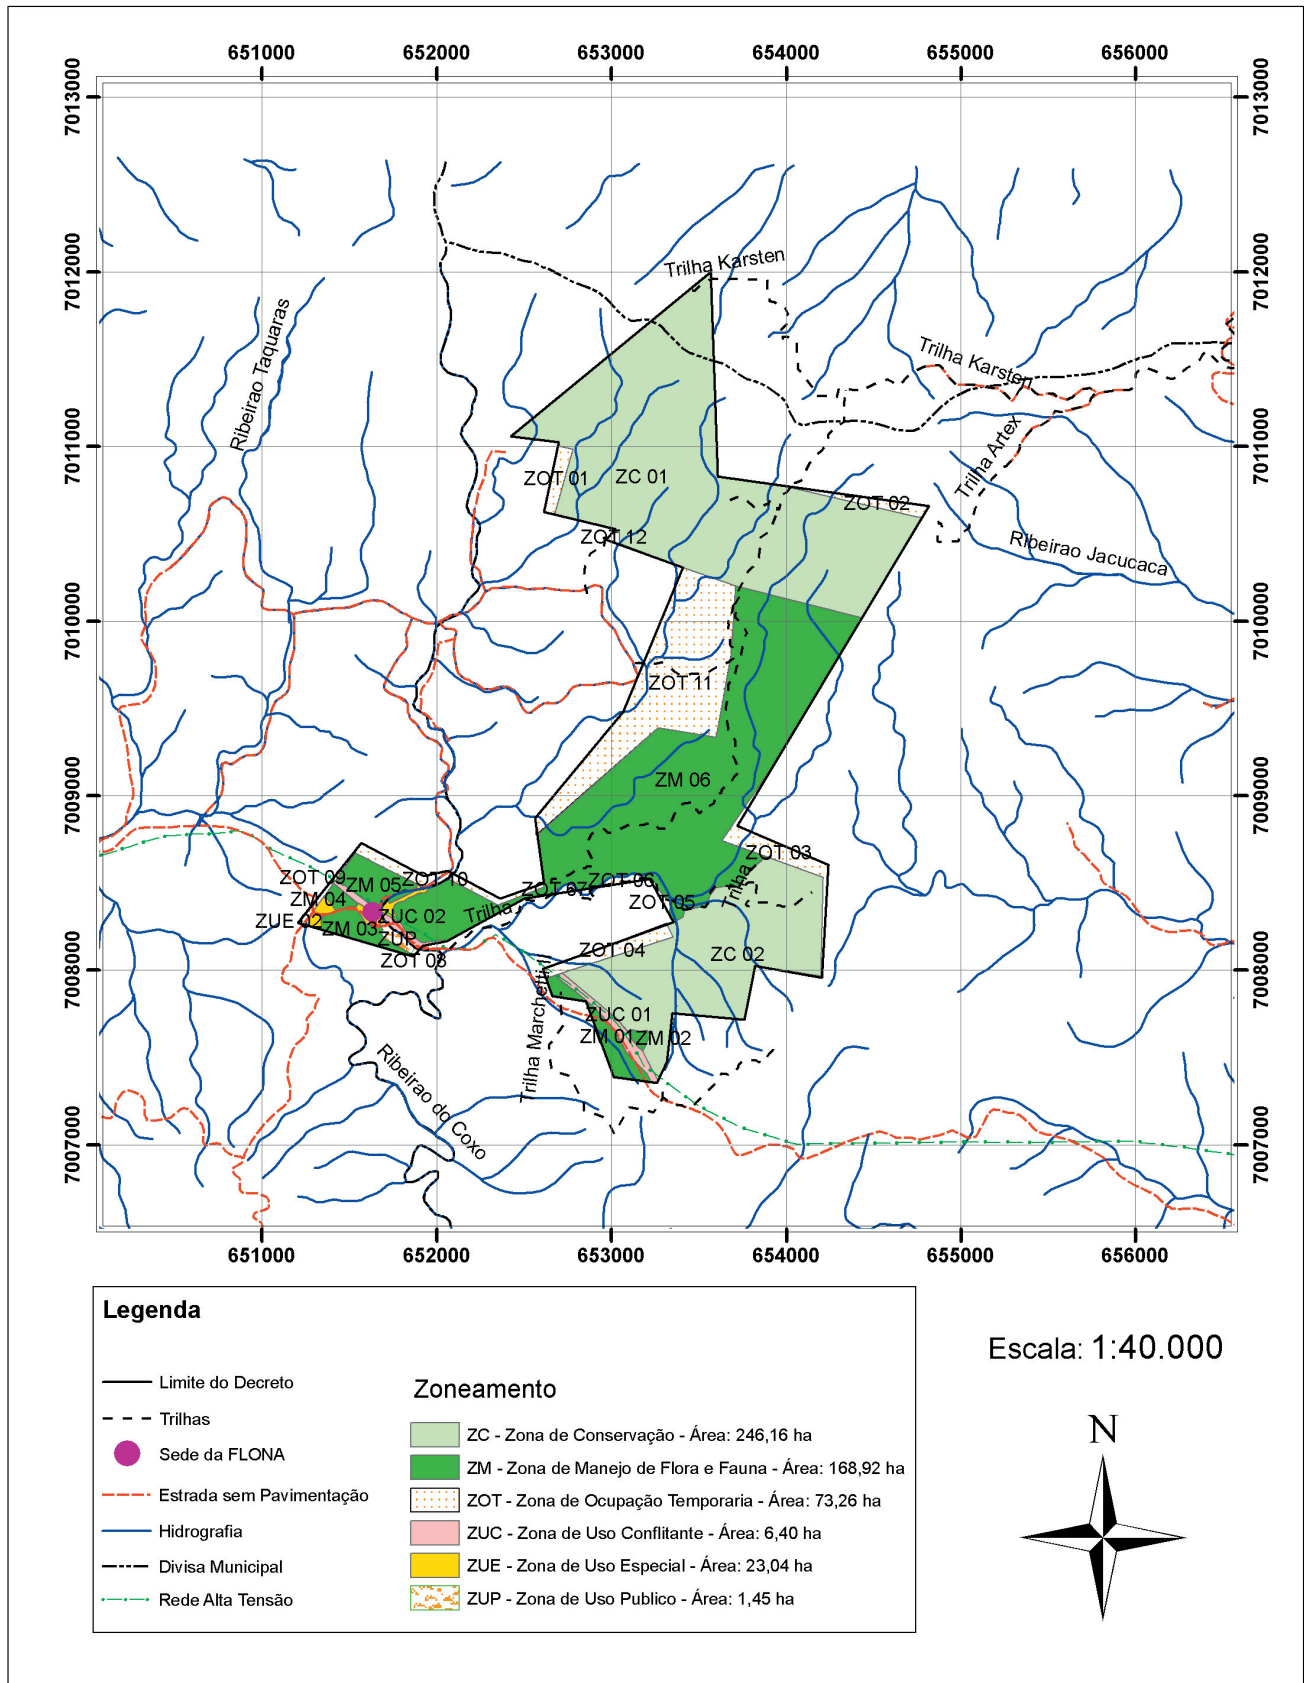 651000 652000 653000 654000 655000 656000
7013000 7013000
Trilha Karsten
7012000 7012000
Ribeirao Taquaras
Trilha Karsten
7011000 7011000
Trilha Artex
ZOT 01 ZC 01
ZOT 02
ZOT 12
Ribeirao Jacucaca
7010000 7010000
ZOT 11
ZM 06
7009000 7009000
ZOT 03
ZOT 09 ZM 05 ZOT 10 ZOT 07 ZOT 06
Trilha
ZM 04 ZOT 05
ZUE 02 ZM 03 ZUC 02 Trilha
ZUP
ZOT 08 ZOT 04 ZC 02
7008000 7008000
Trilha Marchetti
ZUC 01
ZM 01 ZM 02
Ribeirao do Coxo
7007000 7007000
651000 652000 653000 654000 655000 656000
Legenda
Limite do Decreto
Trilhas
Sede da FLONA
Estrada sem Pavimentação
Hidrografia
Divisa Municipal
Rede Alta Tensão
Zoneamento
ZC - Zona de Conservação - Área: 246,16 ha
ZM - Zona de Manejo de Flora e Fauna - Área: 168,92 ha
ZOT - Zona de Ocupação Temporaria - Área: 73,26 ha
ZUC - Zona de Uso Conflitante - Área: 6,40 ha
ZUE - Zona de Uso Especial - Área: 23,04 ha
ZUP - Zona de Uso Publico - Área: 1,45 ha
Escala: 1:40.000
N